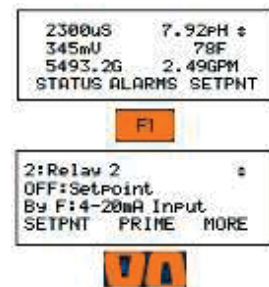 2300uS 7.92pH
345mV 78F
5493.2G 2.49GPM
STATUS ALARMS SETPNT
F1
2:Relay 2
OFF:Setpoint
By F:4-20mA Input
SETPNT PRIME MORE